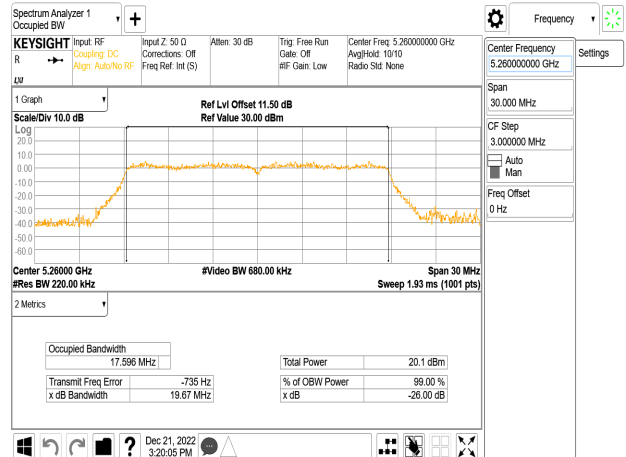 Spectrum Analyzer 1
Occupied BW
Frequency
KEYSIGHT
R
Input: RF
Coupling: DC
Align: Auto/No RF
Input Z: 50 Ω
Corrections: Off
Freq Ref: Int (S)
Atten: 30 dB
Trig: Free Run
Gate: Off
#IF Gain: Low
Center Freq: 5.260000000 GHz
Avg|Hold: 10/10
Radio Std: None
Center Frequency
5.260000000 GHz
Settings
Span
30.000 MHz
CF Step
3.000000 MHz
Auto
Man
Freq Offset
0 Hz
1 Graph
Scale/Div 10.0 dB
Ref Lvl Offset 11.50 dB
Ref Value 30.00 dBm
Log
20.0
10.0
0.00
-10.0
-20.0
-30.0
-40.0
-50.0
-60.0
Center 5.26000 GHz
#Res BW 220.00 kHz
#Video BW 680.00 kHz
Span 30 MHz
Sweep 1.93 ms (1001 pts)
2 Metrics
Occupied Bandwidth
17.596 MHz
Total Power 20.1 dBm
Transmit Freq Error -735 Hz
% of OBW Power 99.00 %
x dB Bandwidth 19.67 MHz
x dB -26.00 dB
?
Dec 21, 2022
3:20:05 PM